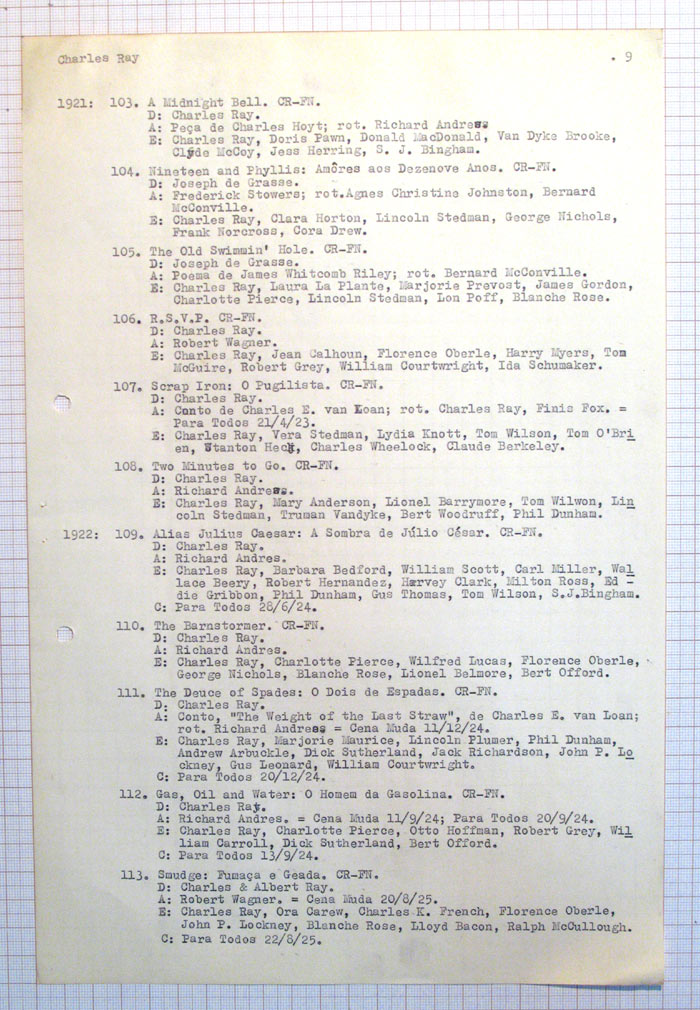 Charles Ray . 9
1921: 103. A Midnight Bell. CR-FN.
D: Charles Ray.
A: Peça de Charles Hoyt; rot. Richard Andress
E: Charles Ray, Doris Pawn, Donald MacDonald, Van Dyke Brooke,
Clyde McCoy, Jess Herring, S. J. Bingham.
104. Nineteen and Phyllis: Amôres aos Dezenove Anos. CR-FN.
D: Joseph de Grasse.
A: Frederick Stowers; rot.Agnes Christine Johnston, Bernard
McConville.
E: Charles Ray, Clara Horton, Lincoln Stedman, George Nichols,
Frank Norcross, Cora Drew.
105. The Old Swimmin' Hole. CR-FN.
D: Joseph de Grasse.
A: Poema de James Whitcomb Riley; rot. Bernard McConville.
E: Charles Ray, Laura La Plante, Marjorie Prevost, James Gordon,
Charlotte Pierce, Lincoln Stedman, Lon Poff, Blanche Rose.
106. R.S.V.P. CR-FN.
D: Charles Ray.
A: Robert Wagner.
E: Charles Ray, Jean Calhoun, Florence Oberle, Harry Myers, Tom
McGuire, Robert Grey, William Courtwright, Ida Schumaker.
107. Scrap Iron: O Pugilista. CR-FN.
D: Charles Ray.
A: Conto de Charles E. van Loan; rot. Charles Ray, Finis Fox. =
Para Todos 21/4/23.
E: Charles Ray, Vera Stedman, Lydia Knott, Tom Wilson, Tom O'Bri
en, Stanton Heck, Charles Wheelock, Claude Berkeley.
108. Two Minutes to Go. CR-FN.
D: Charles Ray.
A: Richard Andress.
E: Charles Ray, Mary Anderson, Lionel Barrymore, Tom Wilwon, Lin
coln Stedman, Truman Vandyke, Bert Woodruff, Phil Dunham.
1922: 109. Alias Julius Caesar: A Sombra de Júlio César. CR-FN.
D: Charles Ray.
A: Richard Andres.
E: Charles Ray, Barbara Bedford, William Scott, Carl Miller, Wal
lace Beery, Robert Hernandez, Harvey Clark, Milton Ross, Ed -
die Gribbon, Phil Dunham, Gus Thomas, Tom Wilson, S.J.Bingham.
C: Para Todos 28/6/24.
110. The Barnstormer. CR-FN.
D: Charles Ray.
A: Richard Andres.
E: Charles Ray, Charlotte Pierce, Wilfred Lucas, Florence Oberle,
George Nichols, Blanche Rose, Lionel Belmore, Bert Offord.
111. The Deuce of Spades: O Dois de Espadas. CR-FN.
D. Charles Ray.
A: Conto, "The Weight of the Last Straw", de Charles E. van Loan;
rot. Richard Andress = Cena Muda 11/12/24.
E: Charles Ray, Marjorie Maurice, Lincoln Plumer, Phil Dunham,
Andrew Arbuckle, Dick Sutherland, Jack Richardson, John P. Lo
ckney, Gus Leonard, William Courtwright.
C: Para Todos 20/12/24.
112. Gas, Oil and Water: O Homem da Gasolina. CR-FN.
D: Charles Ray.
A: Richard Andres. = Cena Muda 11/9/24; Para Todos 20/9/24.
E: Charles Ray, Charlotte Pierce, Otto Hoffman, Robert Grey, Wil
liam Carroll, Dick Sutherland, Bert Offord.
C: Para Todos 13/9/24.
113. Smudge: Fumaça e Geada. CR-FN.
D: Charles & Albert Ray.
A: Robert Wagner. = Cena Muda 20/8/25.
E: Charles Ray, Ora Carew, Charles K. French, Florence Oberle,
John P. Lockney, Blanche Rose, Lloyd Bacon, Ralph McCullough.
C: Para Todos 22/8/25.